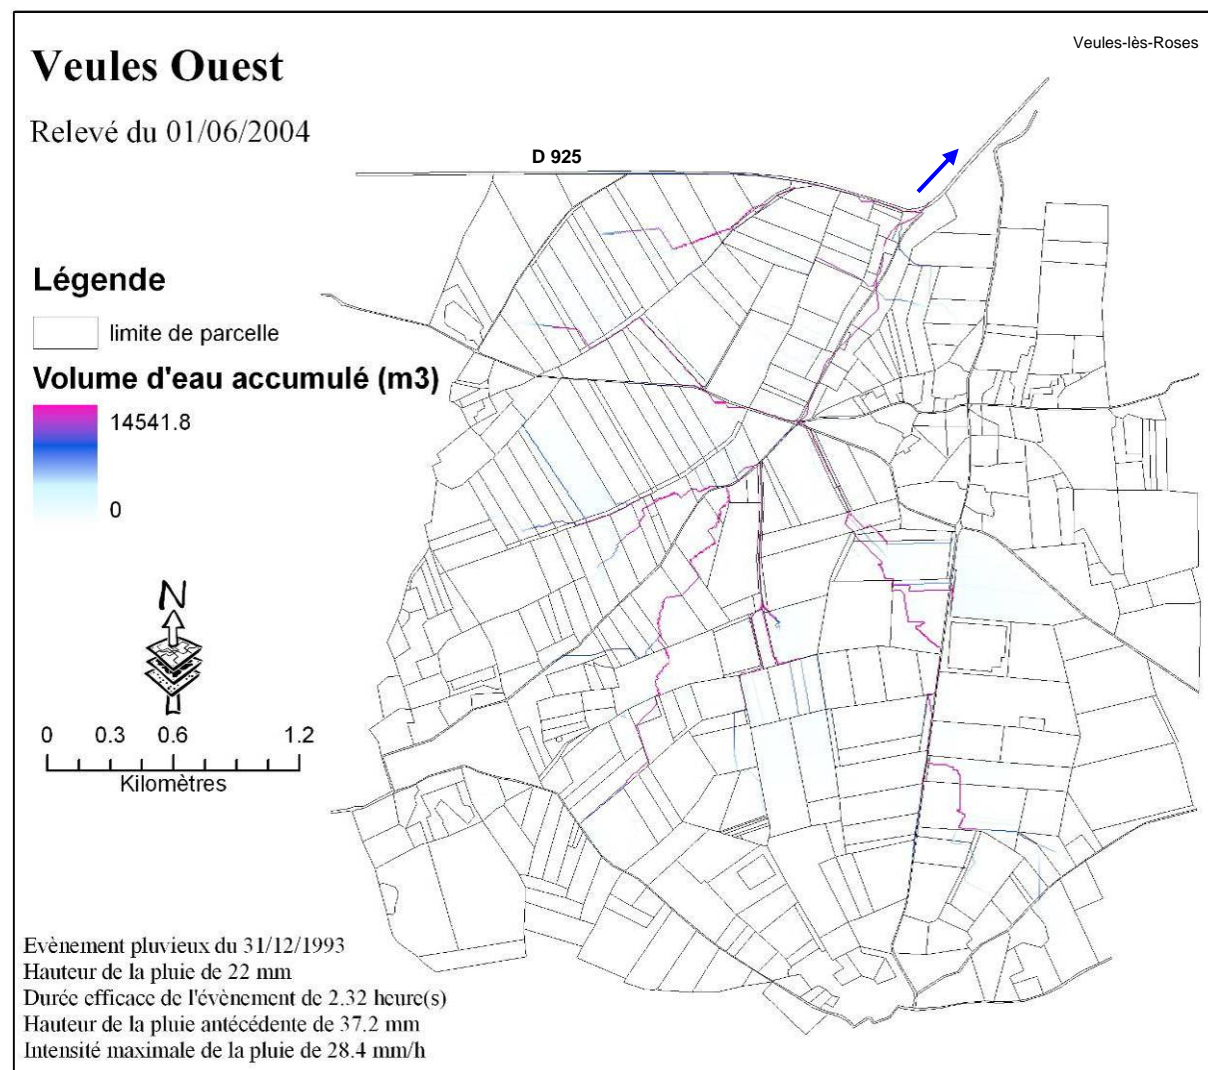 Veules-lès-Roses
Veules Ouest
Relevé du 01/06/2004
D 925
Légende
limite de parcelle
Volume d'eau accumulé (m3)
14541.8
0
N
0 0.3 0.6 1.2
Kilomètres
Evènement pluvieux du 31/12/1993
Hauteur de la pluie de 22 mm
Durée efficace de l'évènement de 2.32 heure(s)
Hauteur de la pluie antécédente de 37.2 mm
Intensité maximale de la pluie de 28.4 mm/h